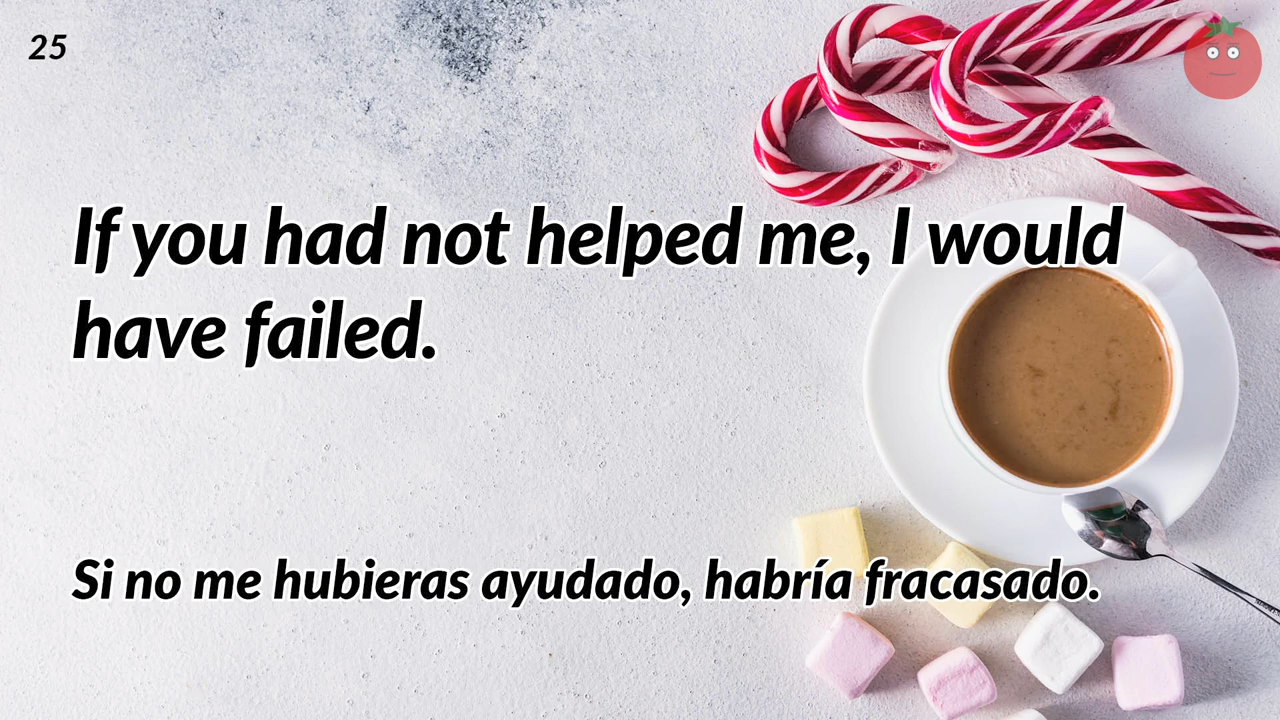 25
If you had not helped me, I would
have failed.
Si no me hubieras ayudado, habría fracasado.